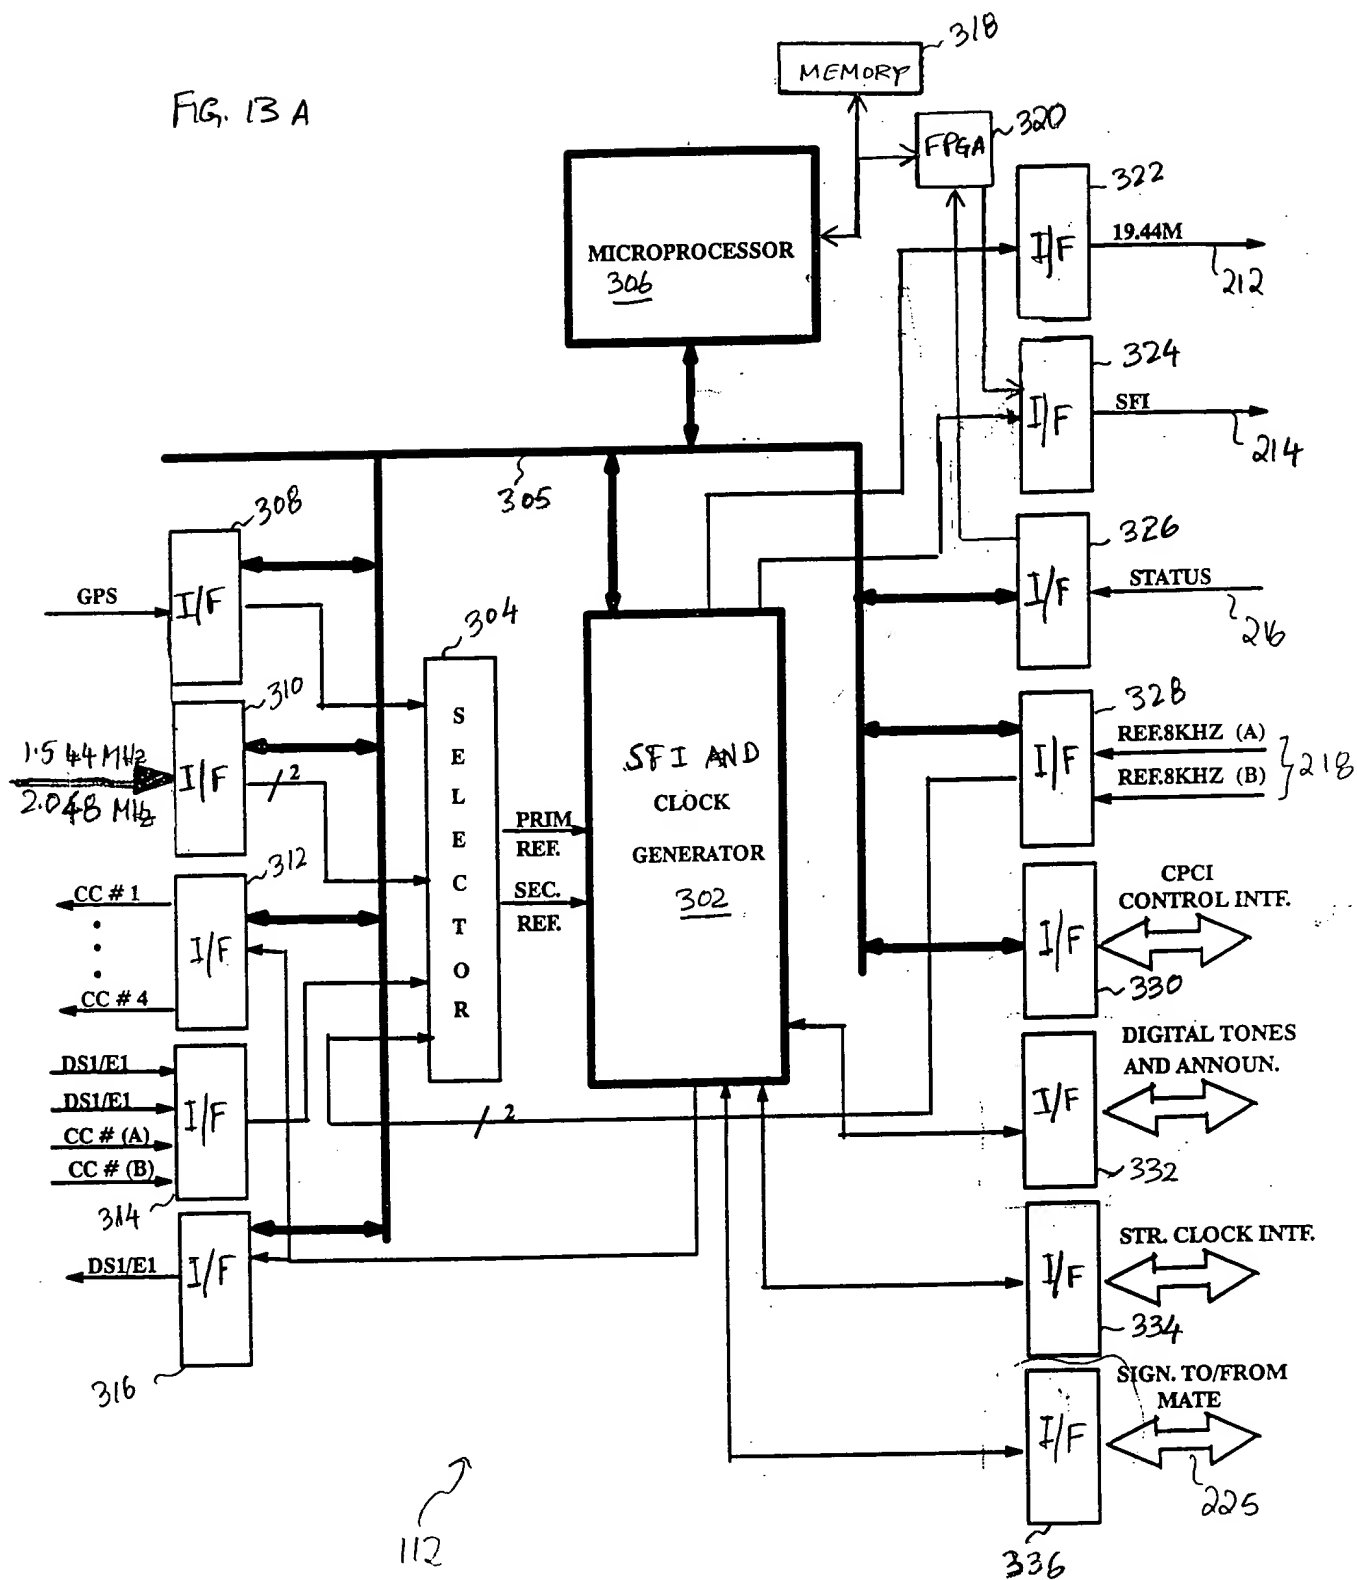 FIG. 13 A
318
MEMORY
320
FPGA
322
I/F
19.44M
212
MICROPROCESSOR
306
324
I/F
SFI
214
305
326
I/F
STATUS
216
308
GPS
I/F
304
310
1.544 MHz
2.048 MHz
I/F
2
SELECTOR
PRIM
REF.
SEC.
REF.
SFI AND
CLOCK
GENERATOR
302
328
REF.8KHZ (A)
REF.8KHZ (B)
218
I/F
312
CC # 1
CC # 4
I/F
CPCI
CONTROL INTF.
I/F
330
DS1/E1
DS1/E1
CC # (A)
CC # (B)
I/F
314
2
DIGITAL TONES
AND ANNOUN.
I/F
332
DS1/E1
I/F
316
STR. CLOCK INTF.
I/F
334
SIGN. TO/FROM
MATE
I/F
225
336
112